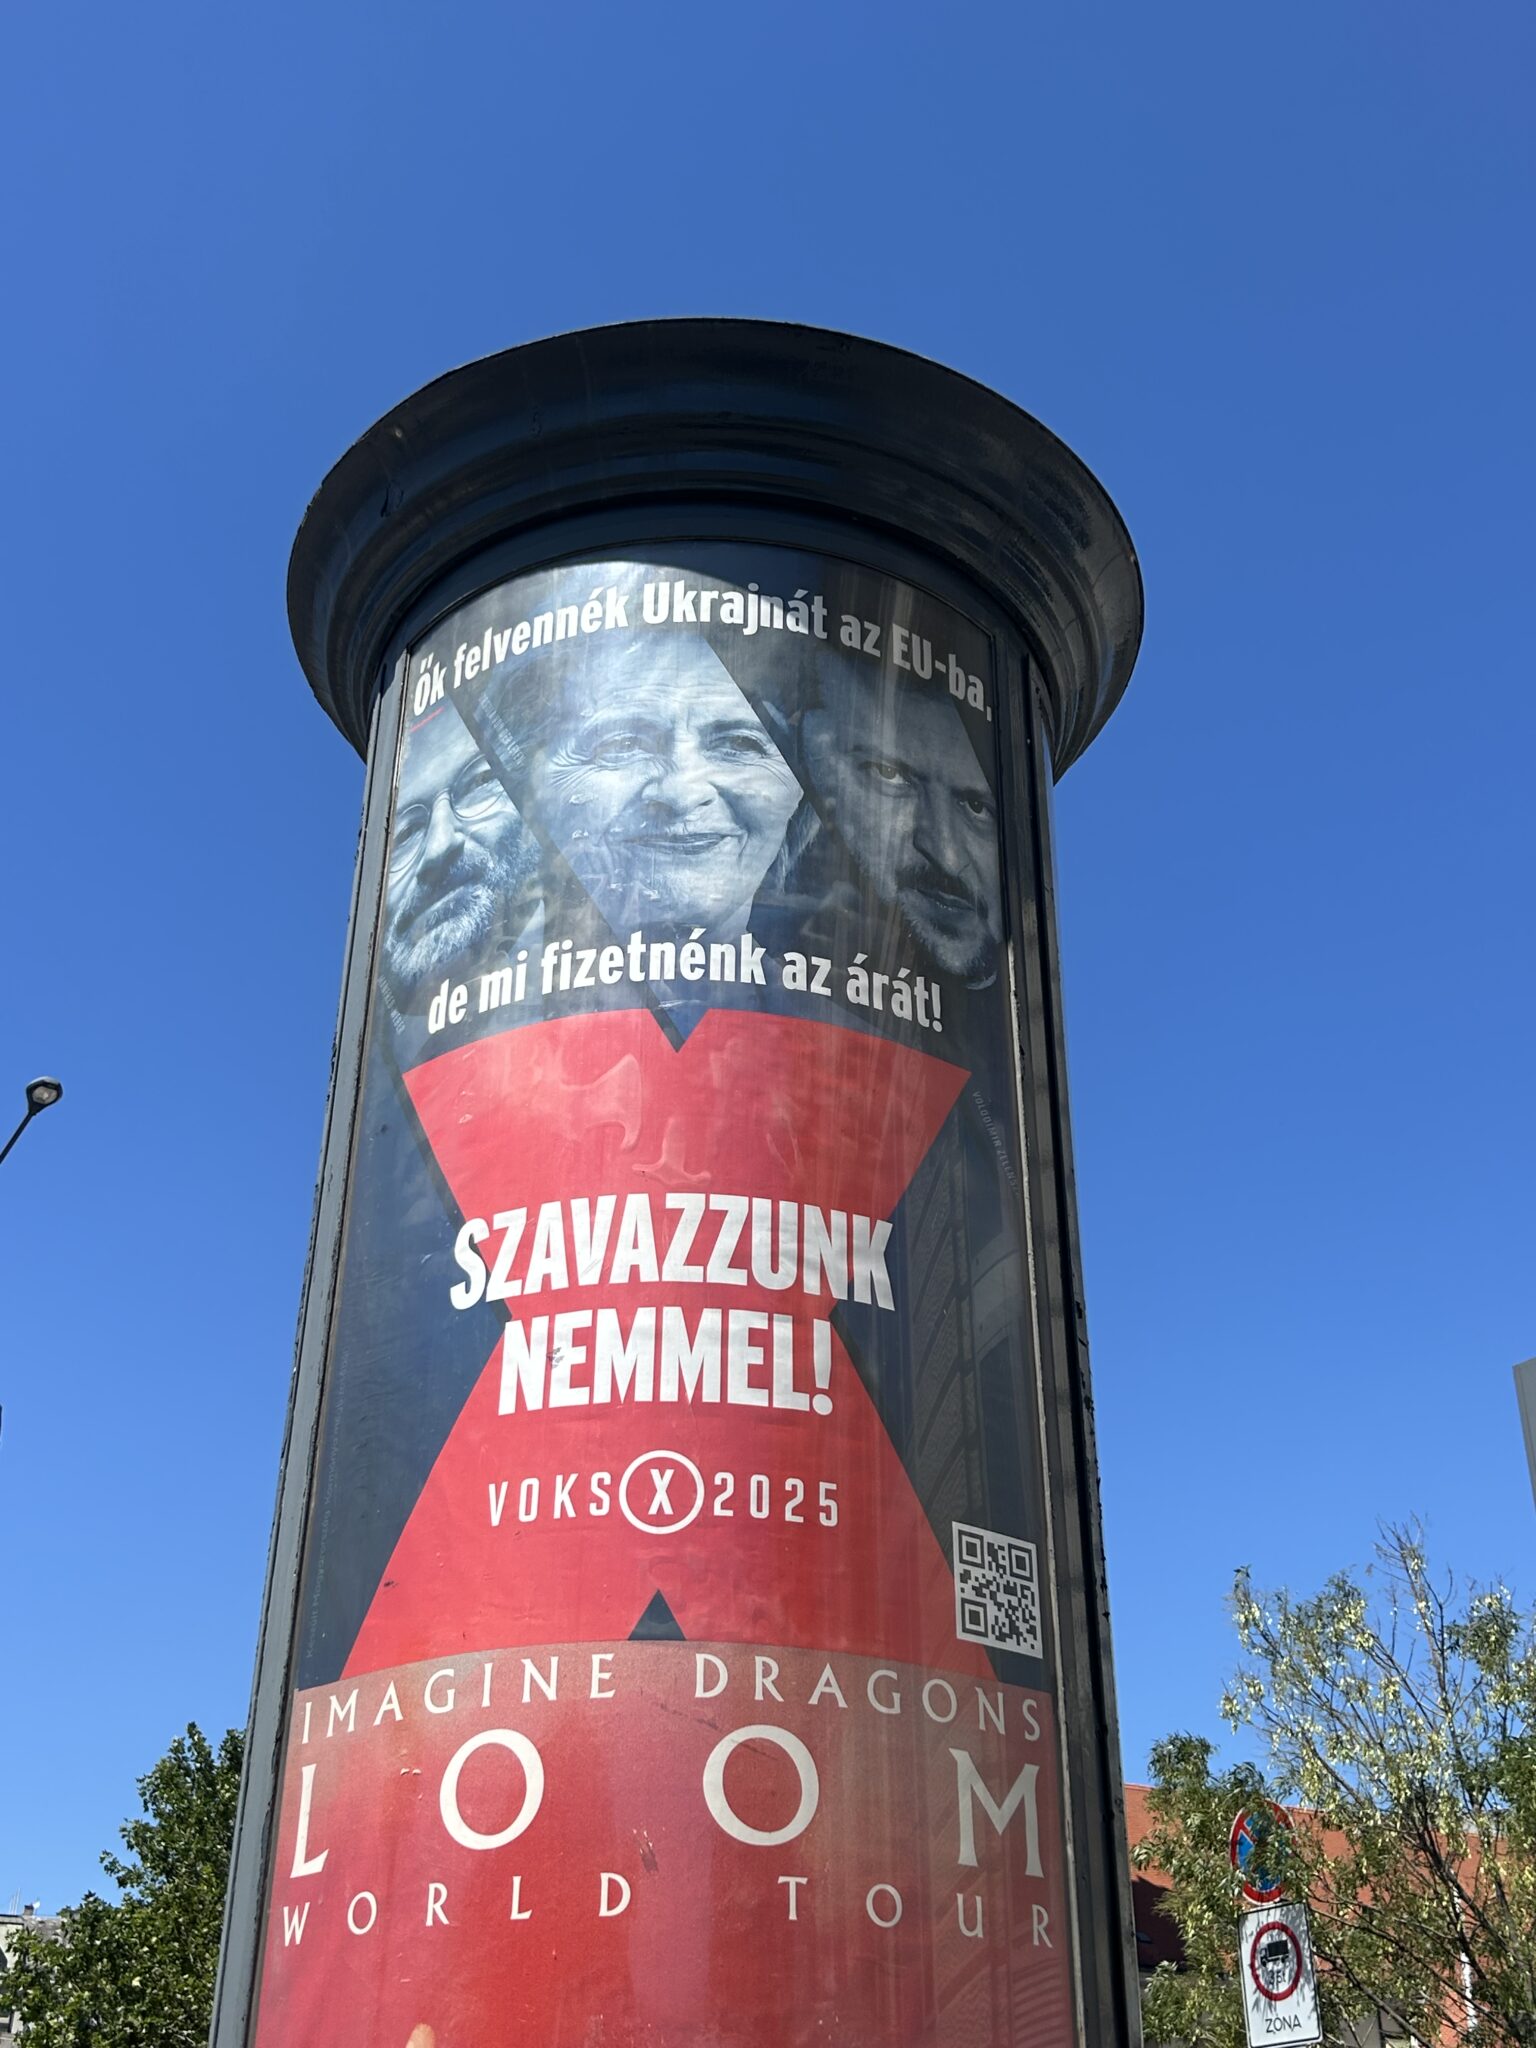 Ők felvennék Ukrajnát az EU-ba,
de mi fizetnénk az árát!
SZAVAZZUNK
NEMMEL!
VOKS X 2025
IMAGINE DRAGONS
LOOM
WORLD TOUR
ZÓNA